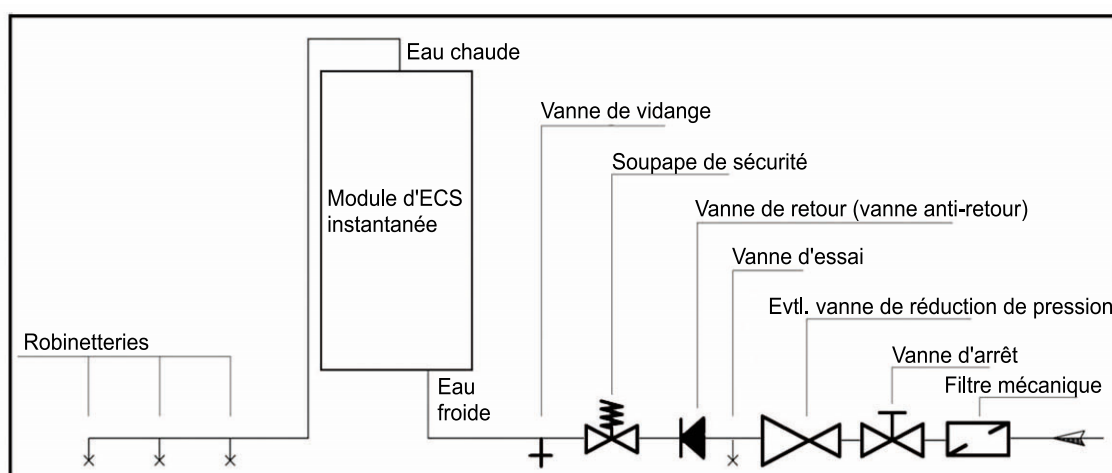 Eau chaude
Vanne de vidange
Soupape de sécurité
Module d'ECS
instantanée
Vanne de retour (vanne anti-retour)
Vanne d'essai
Evtl. vanne de réduction de pression
Robinetteries
Vanne d'arrêt
Eau
froide
Filtre mécanique